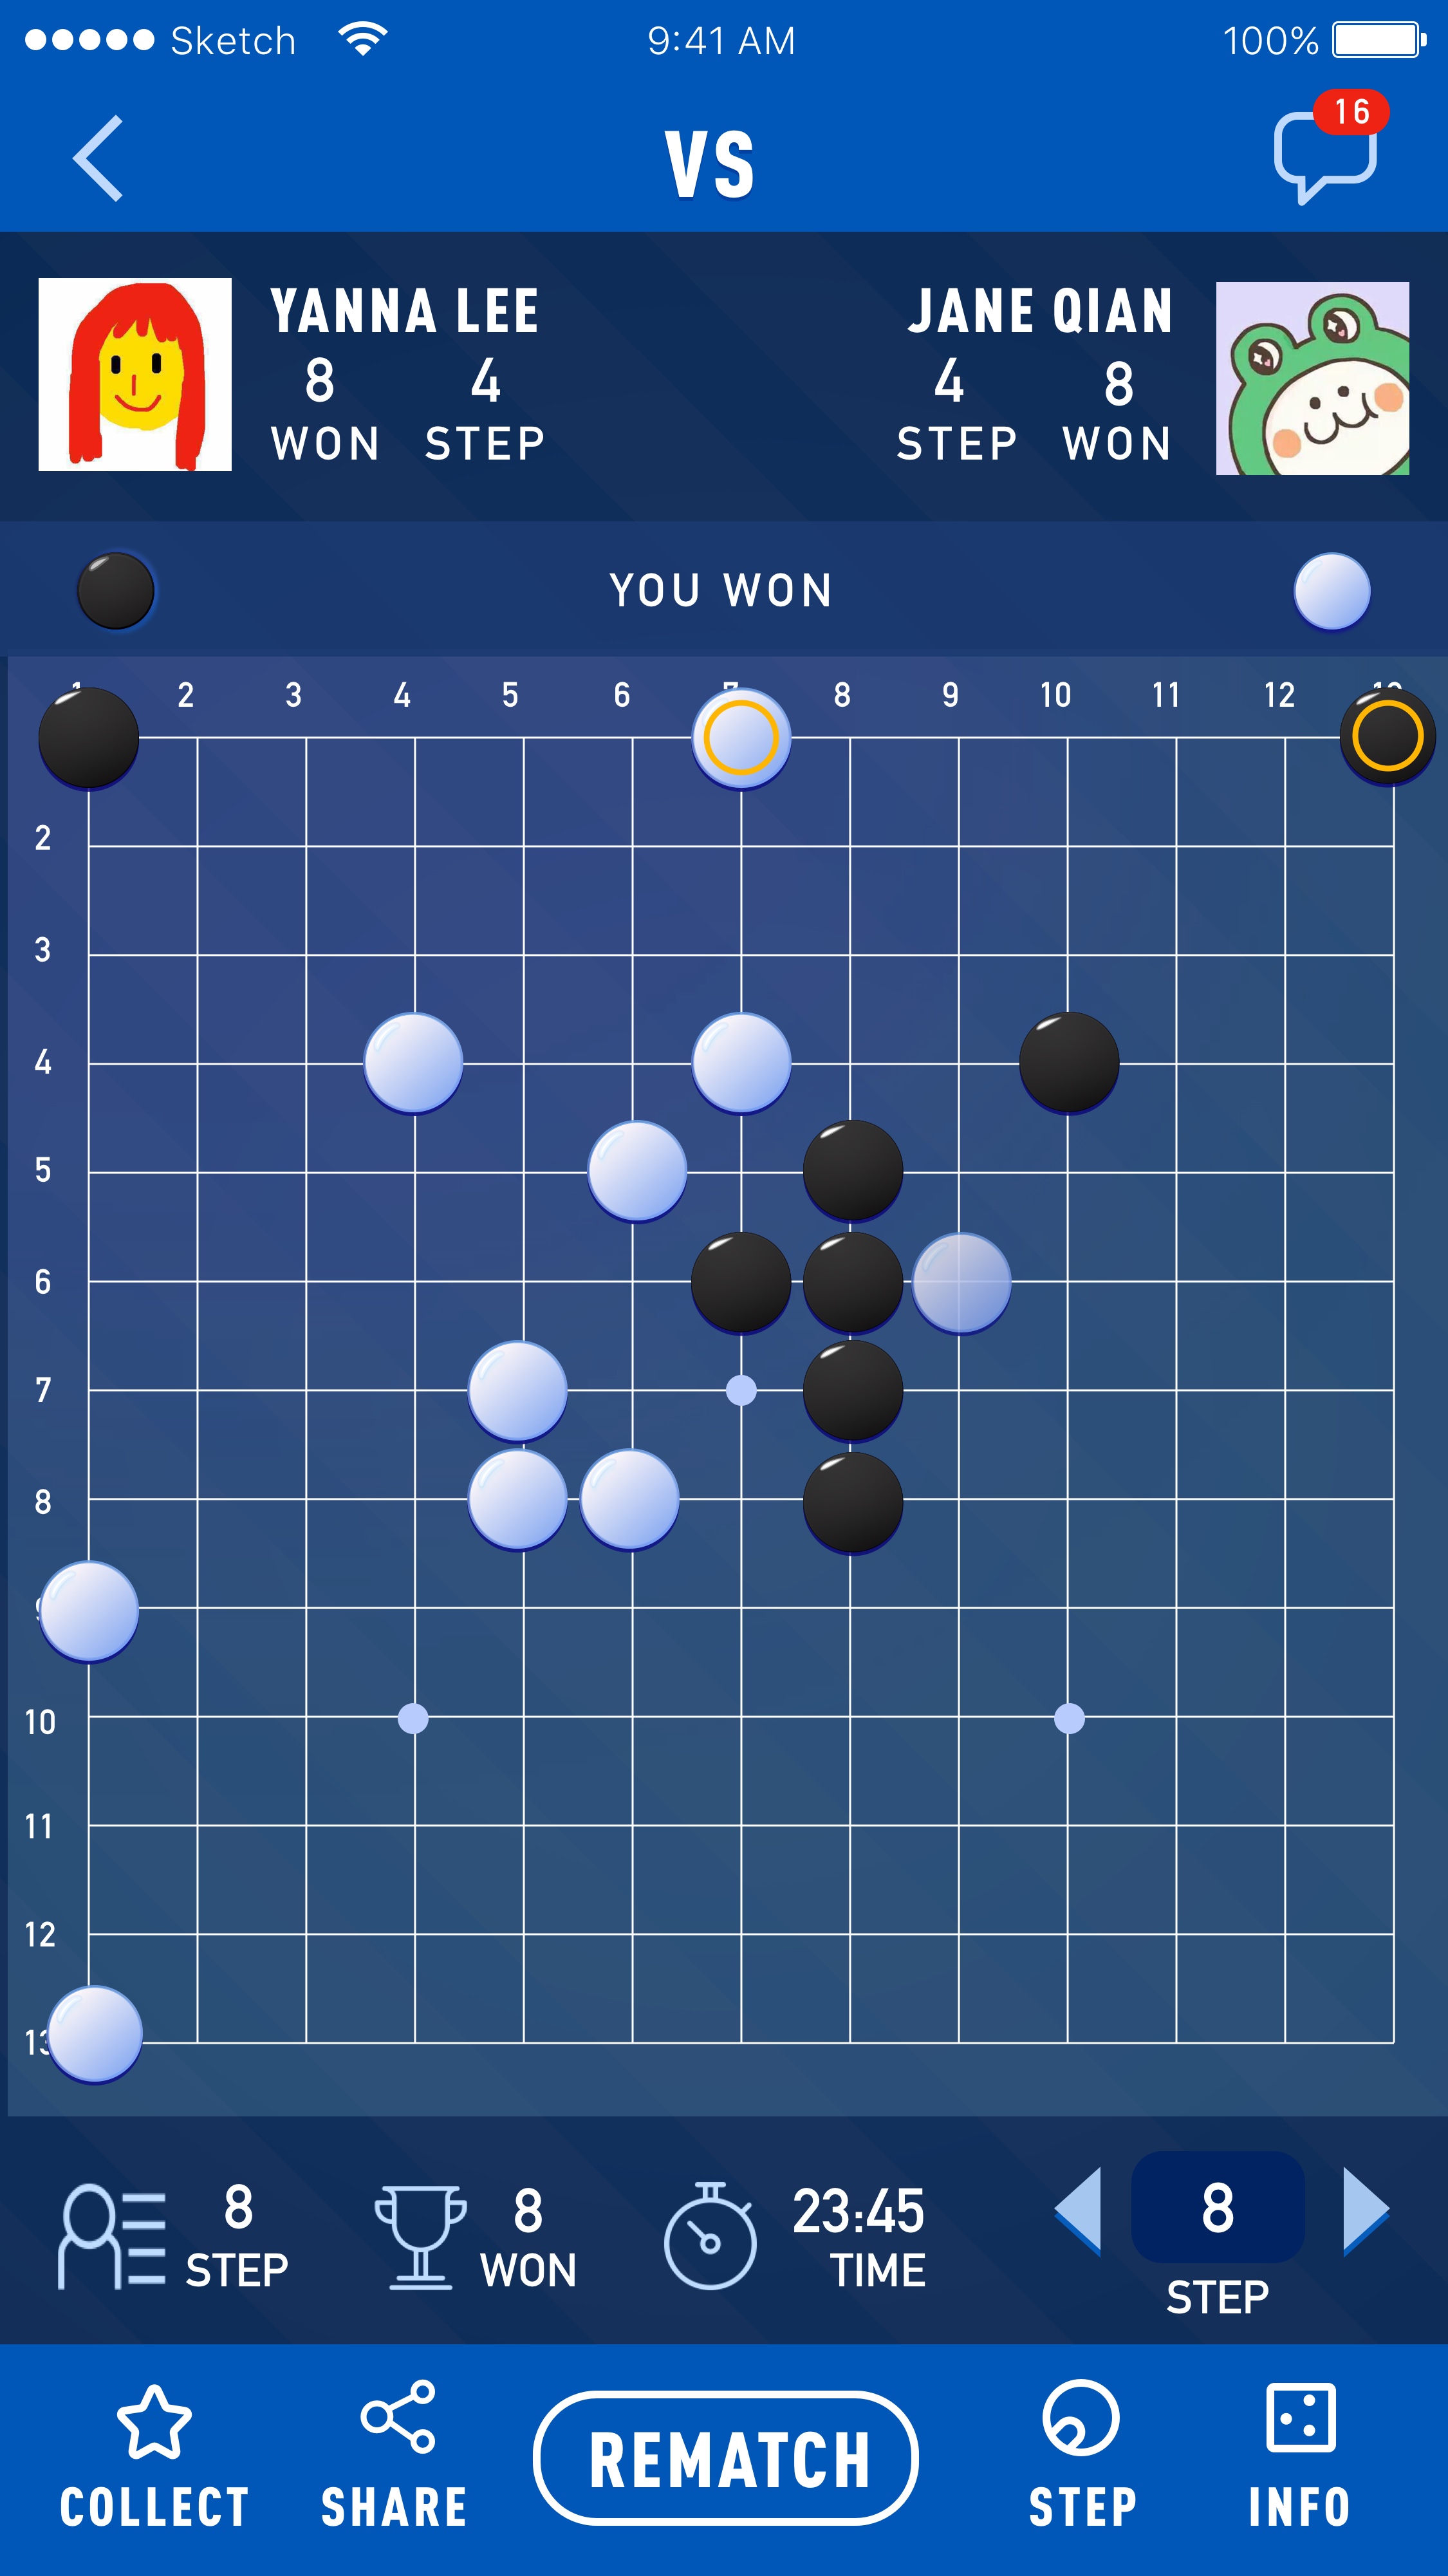 Sketch 9:41 AM 100%
VS
16
YANNA LEE JANE QIAN
8 4 4 8
WON STEP STEP WON
YOU WON
2 3 4 5 6 8 9 10 11 12
2
3
4
5
6
7
8
10
11
12
8 8 23:45 8
STEP WON TIME
STEP
REMATCH
COLLECT SHARE STEP INFO